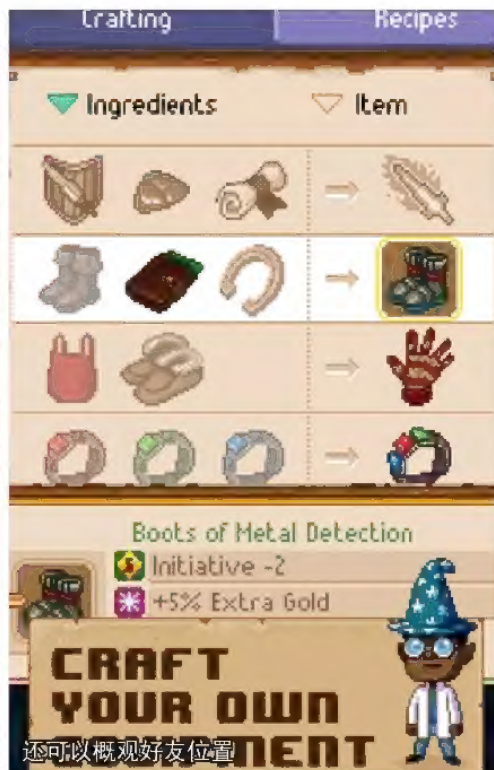 Crafting Recipes
Ingredients Item
Boots of Metal Detection
Initiative -2
+5% Extra Gold
CRAFT
YOUR OWN
还可以概观好友位置